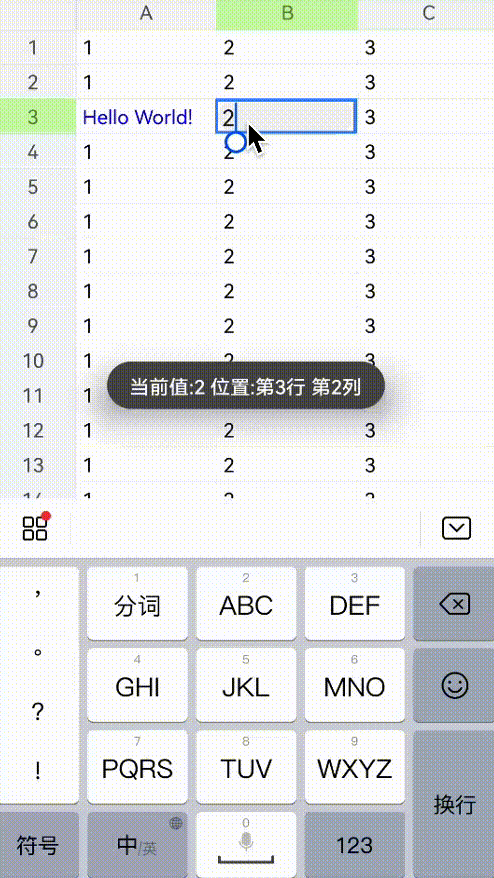 A B C
1 1 2 3
2 1 2 3
3 Hello World! 2 3
4 1 2 3
5 1 2 3
6 1 2 3
7 1 2 3
8 1 2 3
9 1 2 3
10 1 2 3
当前值:2 位置:第3行 第2列
11 1
12 1 2 3
13 1 2 3
14 1 2 3
， 1 分词 2 ABC 3 DEF
。 4 GHI 5 JKL 6 MNO
? 7 PQRS 8 TUV 9 WXYZ
! 换行
符号 中/英 0 123